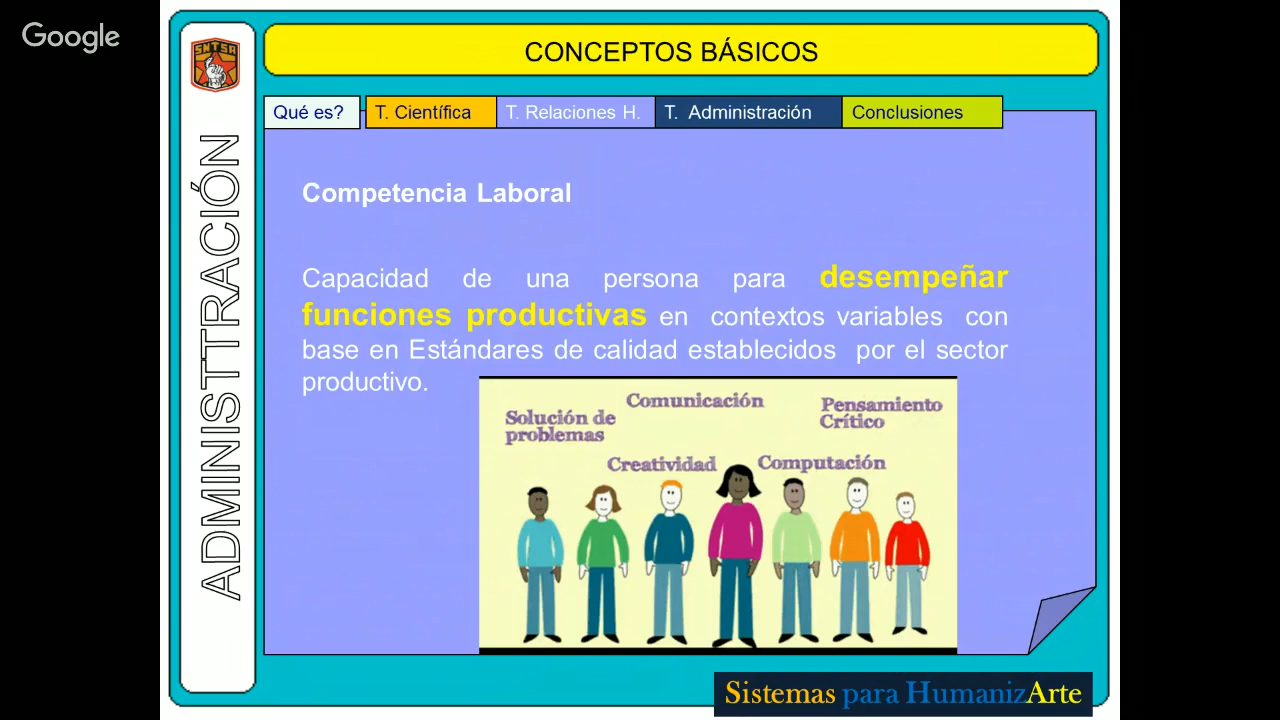 Google
SNTSA
CONCEPTOS BÁSICOS
Qué es?
T. Científica
T. Relaciones H.
T. Administración
Conclusiones
ADMINISTTRACIÓN
Competencia Laboral
Capacidad de una persona para desempeñar
funciones productivas en contextos variables con
base en Estándares de calidad establecidos por el sector
productivo.
Comunicación
Solución de
problemas
Pensamiento
Crítico
Creatividad
Computación
Sistemas para HumanizArte